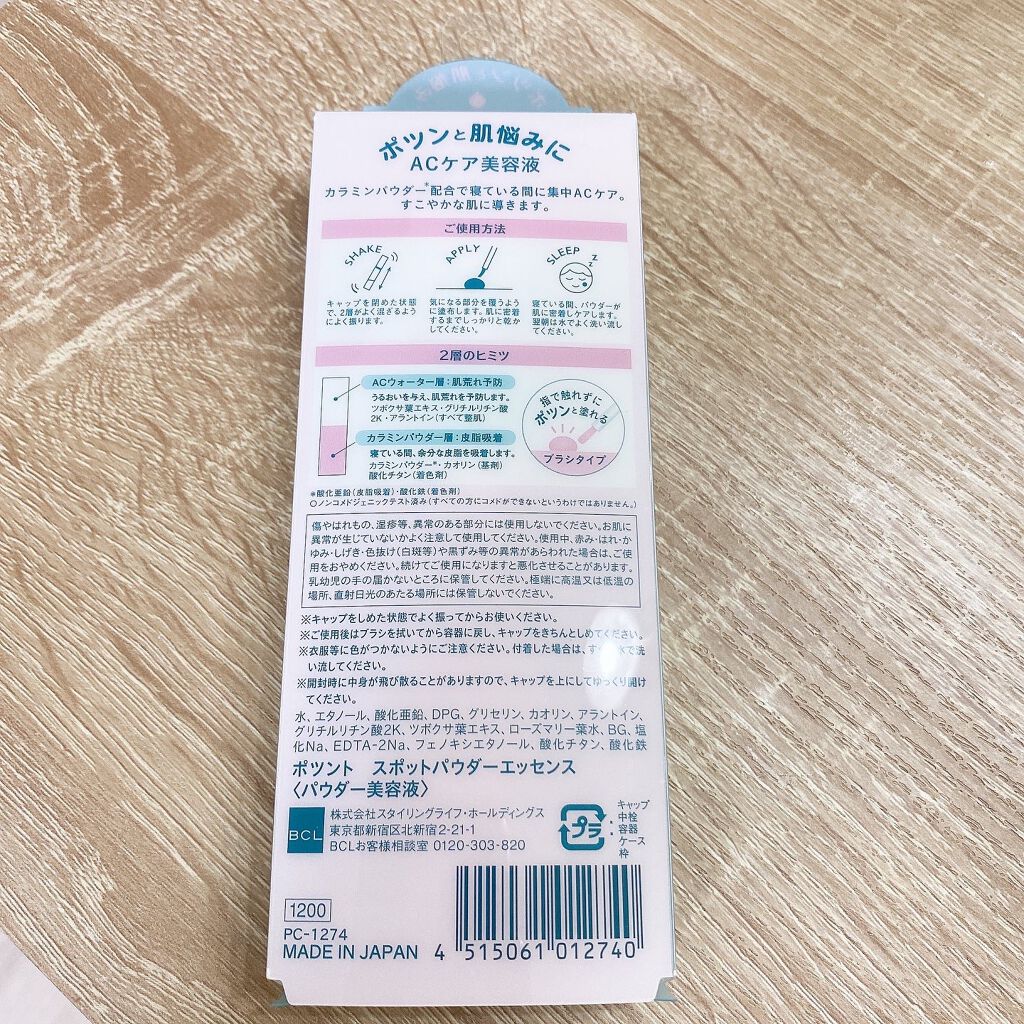 ポツンと肌悩みに
ACケア美容液
カラミンパウダー*配合で寝ている間に集中ACケア。
すこやかな肌に導きます。
ご使用方法
SHAKE
キャップを閉めた状態
で、2層がよく混ざるよう
によく振ります。
APPLY
気になる部分を覆うよう
に塗布します。肌に密着
するまでしっかりと乾か
してください。
SLEEP
zzz
寝ている間、パウダーが
肌に密着しケアします。
翌朝は水でよく洗い流し
てください。
2層のヒミツ
ACウォーター層:肌荒れ予防
うるおいを与え、肌荒れを予防します。
ツボクサ葉エキス・グリチルリチン酸
2K・アラントイン(すべて整肌)
カラミンパウダー層:皮脂吸着
寝ている間、余分な皮脂を吸着します。
カラミンパウダー*・カオリン(基剤)
酸化チタン(着色剤)
指で触れずに
ポツンと塗れる
ブラシタイプ
*酸化亜鉛(皮脂吸着)・酸化鉄(着色剤)
○ノンコメドジェニックテスト済み(すべての方にコメドができないというわけではありません。)
傷やはれもの、湿疹等、異常のある部分には使用しないでください。お肌に
異常が生じていないかよく注意して使用してください。使用中、赤み・はれ・か
ゆみ・しげき・色抜け(白斑等)や黒ずみ等の異常があらわれた場合は、ご使
用をおやめください。続けてご使用になりますと悪化させることがあります。
乳幼児の手の届かないところに保管してください。極端に高温又は低温の
場所、直射日光のあたる場所には保管しないでください。
※キャップをしめた状態でよく振ってからお使いください。
※ご使用後はブラシを拭いてから容器に戻し、キャップをきちんとしめてください。
※衣服等に色がつかないようにご注意ください。付着した場合は、すぐ水で洗
い流してください。
※開封時に中身が飛び散ることがありますので、キャップを上にしてゆっくり開け
てください。
水、エタノール、酸化亜鉛、DPG、グリセリン、カオリン、アラントイン、
グリチルリチン酸2K、ツボクサ葉エキス、ローズマリー葉水、BG、塩
化Na、EDTA-2Na、フェノキシエタノール、酸化チタン、酸化鉄
ポツント スポットパウダーエッセンス
〈パウダー美容液〉
BCL
株式会社スタイリングライフ・ホールディングス
東京都新宿区北新宿2-21-1
BCLお客様相談室 0120-303-820
プラ
キャップ
中栓
容器
ケース
枠
1200
PC-1274
MADE IN JAPAN
4 515061 012740